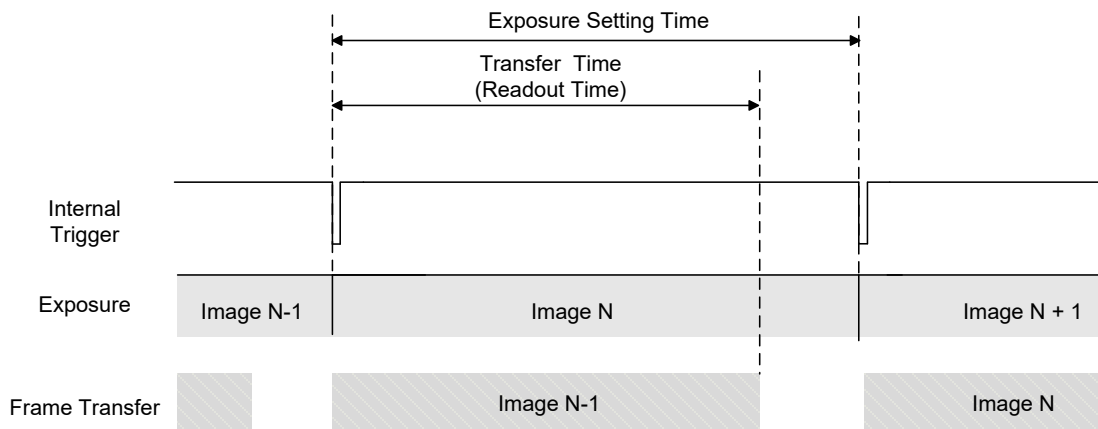 Exposure Setting Time
Transfer Time
(Readout Time)
Internal
Trigger
Exposure
Image N-1
Image N
Image N + 1
Frame Transfer
Image N-1
Image N